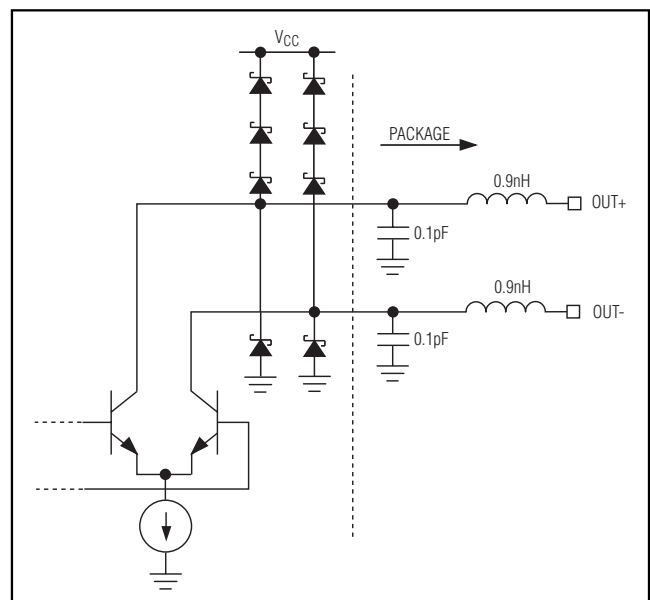 VCC
PACKAGE
0.9nH
OUT+
0.1pF
0.9nH
OUT-
0.1pF